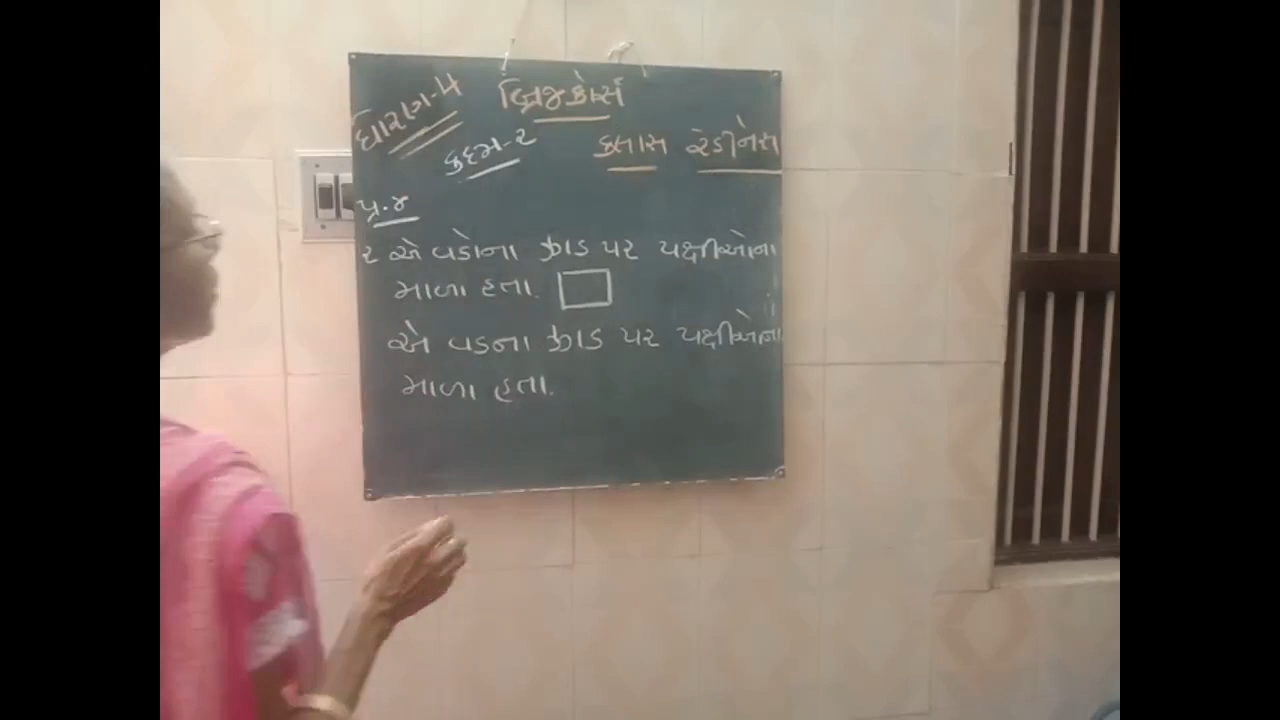 ધોરણ-૫ બ્રિજકોર્સ
કદમ-૨ ક્લાસ રેડીનેસ
પ્ર.૪
૨ એ વડોના ઝાડ પર પક્ષીઓના
માળા હતા.
એ વડના ઝાડ પર પક્ષીઓના
માળા હતા.